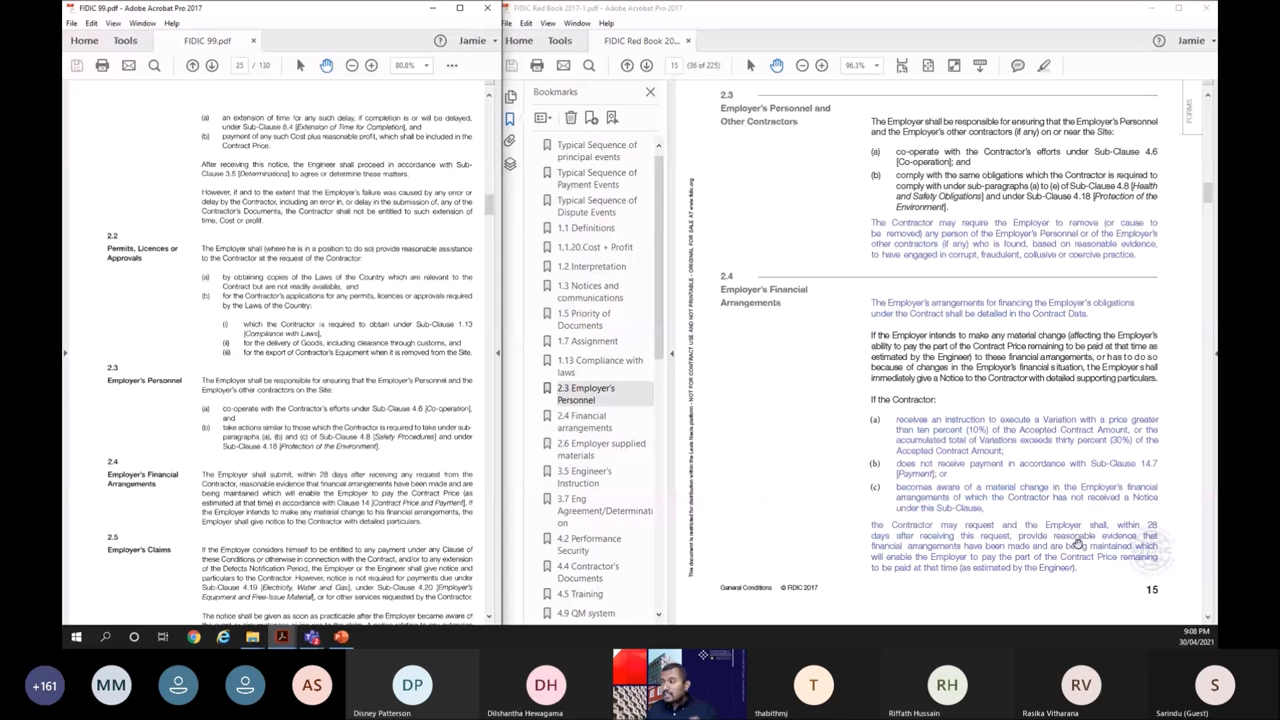 FIDIC 99.pdf - Adobe Acrobat Pro 2017
File Edit View Window Help
Home Tools FIDIC 99.pdf Jamie
25 / 130 80.8%
an extension of time for any such delay, if completion is or will be delayed,
under Sub-Clause 8.4 [Extension of Time for Completion], and
(b) payment of any such Cost plus reasonable profit, which shall be included in the
Contract Price.
After receiving this notice, the Engineer shall proceed in accordance with Sub-
Clause 3.5 [Determinations] to agree or determine these matters.
However, if and to the extent that the Employer's failure was caused by any error or
delay by the Contractor, including an error in, or delay in the submission of, any of
the Contractor's Documents, the Contractor shall not be entitled to such extension of
time, Cost or profit.
2.2
Permits, Licences or
Approvals
The Employer shall (where he is in a position to do so) provide reasonable assistance
to the Contractor at the request of the Contractor:
(a) by obtaining copies of the Laws of the Country which are relevant to the
Contract but are not readily available, and
(b) for the Contractor's applications for any permits, licences or approvals required
by the Laws of the Country:
(i) which the Contractor is required to obtain under Sub-Clause 1.13
[Compliance with Laws],
(ii) for the delivery of Goods, including clearance through customs, and
(iii) for the export of Contractor's Equipment when it is removed from the Site.
2.3
Employer's Personnel
The Employer shall be responsible for ensuring that the Employer's Personnel and the
Employer's other contractors on the Site:
(a) co-operate with the Contractor's efforts under Sub-Clause 4.6 [Co-operation],
and
(b) take actions similar to those which the Contractor is required to take under sub-
paragraphs (a), (b) and (c) of Sub-Clause 4.8 [Safety Procedures] and under
Sub-Clause 4.18 [Protection of the Environment].
2.4
Employer's Financial
Arrangements
The Employer shall submit, within 28 days after receiving any request from the
Contractor, reasonable evidence that financial arrangements have been made and are
being maintained which will enable the Employer to pay the Contract Price (as
estimated at that time) in accordance with Clause 14 [Contract Price and Payment]. If
the Employer intends to make any material change to his financial arrangements, the
Employer shall give notice to the Contractor with detailed particulars.
2.5
Employer's Claims
If the Employer considers himself to be entitled to any payment under any Clause of
these Conditions or otherwise in connection with the Contract, and/or to any extension
of the Defects Notification Period, the Employer or the Engineer shall give notice and
particulars to the Contractor. However, notice is not required for payments due under
Sub-Clause 4.19 [Electricity, Water and Gas], under Sub-Clause 4.20 [Employer's
Equipment and Free-Issue Material], or for other services requested by the Contractor.
The notice shall be given as soon as practicable after the Employer became aware of
FIDIC Red Book 2017-1.pdf - Adobe Acrobat Pro 2017
File Edit View Window Help
Home Tools FIDIC Red Book 20... Jamie
15 (36 of 225) 96.3%
Bookmarks
Typical Sequence of
principal events
Typical Sequence of
Payment Events
Typical Sequence of
Dispute Events
1.1 Definitions
1.1.20 Cost + Profit
1.2 Interpretation
1.3 Notices and
communications
1.5 Priority of
Documents
1.7 Assignment
1.13 Compliance with
laws
2.3 Employer's
Personnel
2.4 Financial
arrangements
2.6 Employer supplied
materials
3.5 Engineer's
Instruction
3.7 Eng
Agreement/Determinati
on
4.2 Performance
Security
4.4 Contractor's
Documents
4.5 Training
4.9 QM system
2.3
Employer's Personnel and
Other Contractors
The Employer shall be responsible for ensuring that the Employer's Personnel
and the Employer's other contractors (if any) on or near the Site:
(a) co-operate with the Contractor's efforts under Sub-Clause 4.6
[Co-operation]; and
(b) comply with the same obligations which the Contractor is required to
comply with under sub-paragraphs (a) to (e) of Sub-Clause 4.8 [Health
and Safety Obligations] and under Sub-Clause 4.18 [Protection of the
Environment].
The Contractor may require the Employer to remove (or cause to
be removed) any person of the Employer's Personnel or of the Employer's
other contractors (if any) who is found, based on reasonable evidence,
to have engaged in corrupt, fraudulent, collusive or coercive practice.
2.4
Employer's Financial
Arrangements
The Employer's arrangements for financing the Employer's obligations
under the Contract shall be detailed in the Contract Data.
If the Employer intends to make any material change (affecting the Employer's
ability to pay the part of the Contract Price remaining to be paid at that time as
estimated by the Engineer) to these financial arrangements, or has to do so
because of changes in the Employer's financial situation, the Employer shall
immediately give a Notice to the Contractor with detailed supporting particulars.
If the Contractor:
(a) receives an instruction to execute a Variation with a price greater
than ten percent (10%) of the Accepted Contract Amount, or the
accumulated total of Variations exceeds thirty percent (30%) of the
Accepted Contract Amount;
(b) does not receive payment in accordance with Sub-Clause 14.7
[Payment]; or
(c) becomes aware of a material change in the Employer's financial
arrangements of which the Contractor has not received a Notice
under this Sub-Clause,
the Contractor may request and the Employer shall, within 28
days after receiving this request, provide reasonable evidence that
financial arrangements have been made and are being maintained which
will enable the Employer to pay the part of the Contract Price remaining
to be paid at that time (as estimated by the Engineer).
General Conditions © FIDIC 2017
15
FORMS
9:08 PM
30/04/2021
+161
MM
AS
DP
DH
T
RH
RV
S
Disney Patterson
Dilshantha Hewagama
thabithmj
Riffath Hussain
Rasika Vitharana
Sarindu (Guest)